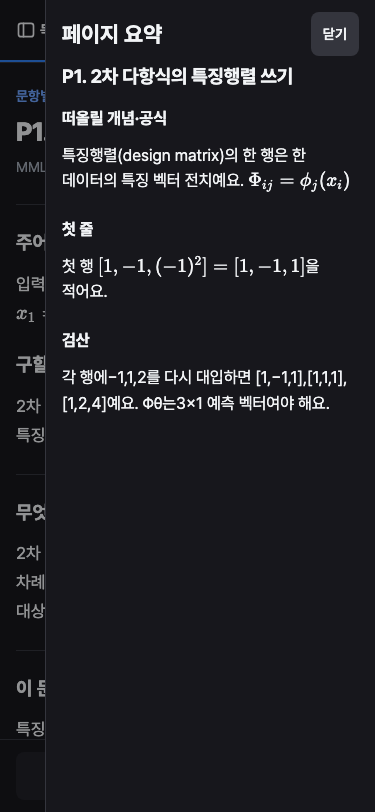 페이지 요약
닫기
P1. 2차 다항식의 특징행렬 쓰기
떠올릴 개념·공식
특징행렬(design matrix)의 한 행은 한
데이터의 특징 벡터 전치예요. Φᵢⱼ = ϕⱼ(xᵢ)
첫 줄
첫 행 [1, −1, (−1)²] = [1, −1, 1]을
적어요.
검산
각 행에−1,1,2를 다시 대입하면 [1,−1,1],[1,1,1],
[1,2,4]예요. Φθ는3×1 예측 벡터여야 해요.
문항별
P1.
MML
주어
입력
x₁ =
구할
2차
특징
무엇
2차
차례
대상
이 문
특징